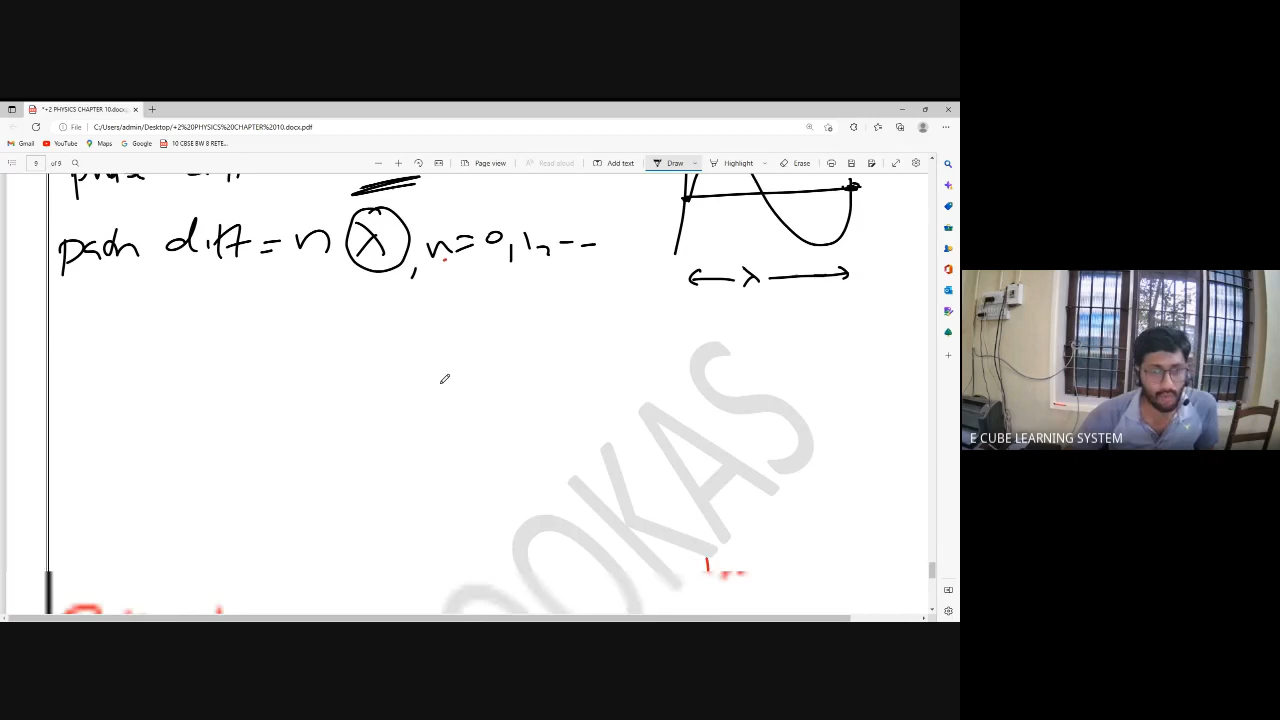 *+2 PHYSICS CHAPTER 10.docx.
File C:/Users/admin/Desktop/+2%20PHYSICS%20CHAPTER%2010.docx.pdf
Gmail YouTube Maps Google 10 CBSE BW 8 RETE...
9 of 9 Page view Read aloud Add text Draw Highlight Erase
path diff = n λ, n = 0, 1, --
λ
OOKAS
E CUBE LEARNING SYSTEM